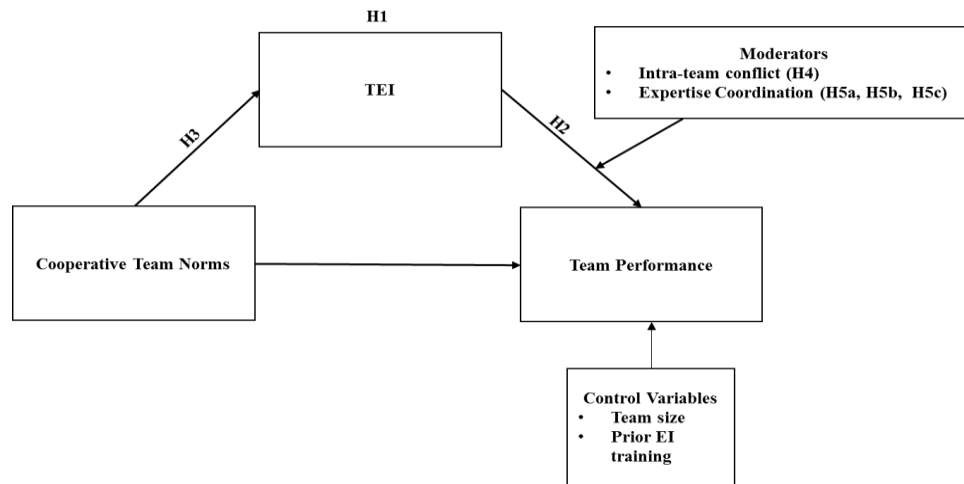 H1
TEI
Moderators
• Intra-team conflict (H4)
• Expertise Coordination (H5a, H5b, H5c)
H3
H2
Cooperative Team Norms
Team Performance
Control Variables
• Team size
• Prior EI
training